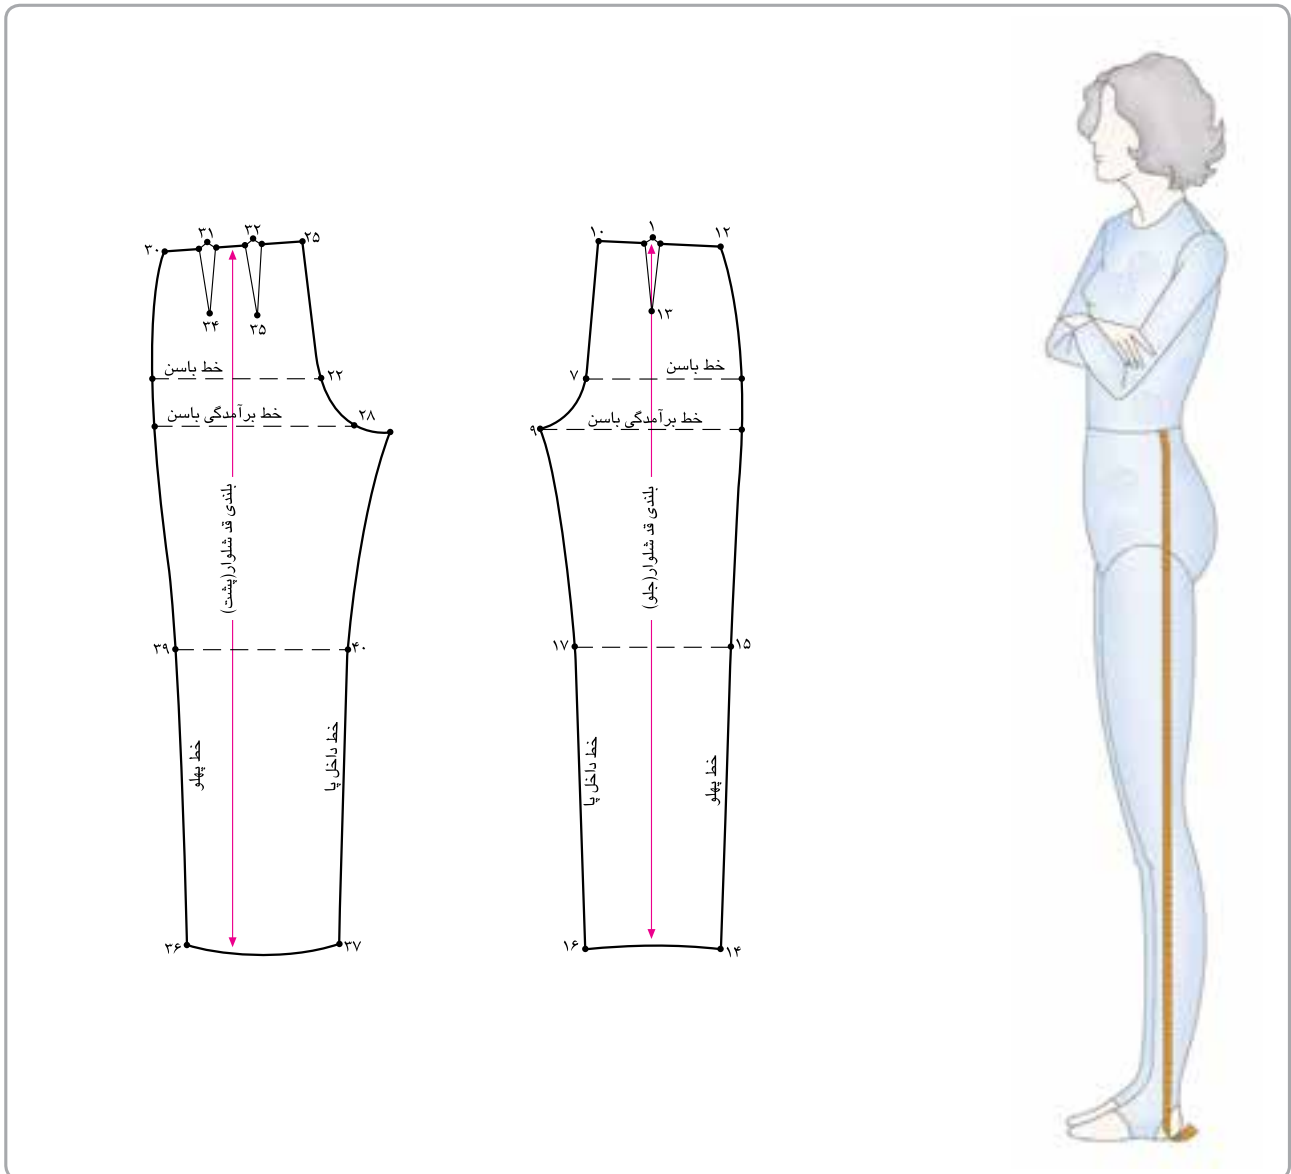 ۳۰
۳۱
۳۲
۲۵
۳۴
۳۵
خط باسن
۲۲
خط برآمدگی باسن
۲۸
بلندی قد شلوار(پشت)
۳۹
۴۰
خط پهلو
خط داخل پا
۳۶
۳۷
۱۰
۱
۱۲
۱۳
۷
خط باسن
۹
خط برآمدگی باسن
بلندی قد شلوار(جلو)
۱۷
۱۵
خط داخل پا
خط پهلو
۱۶
۱۴